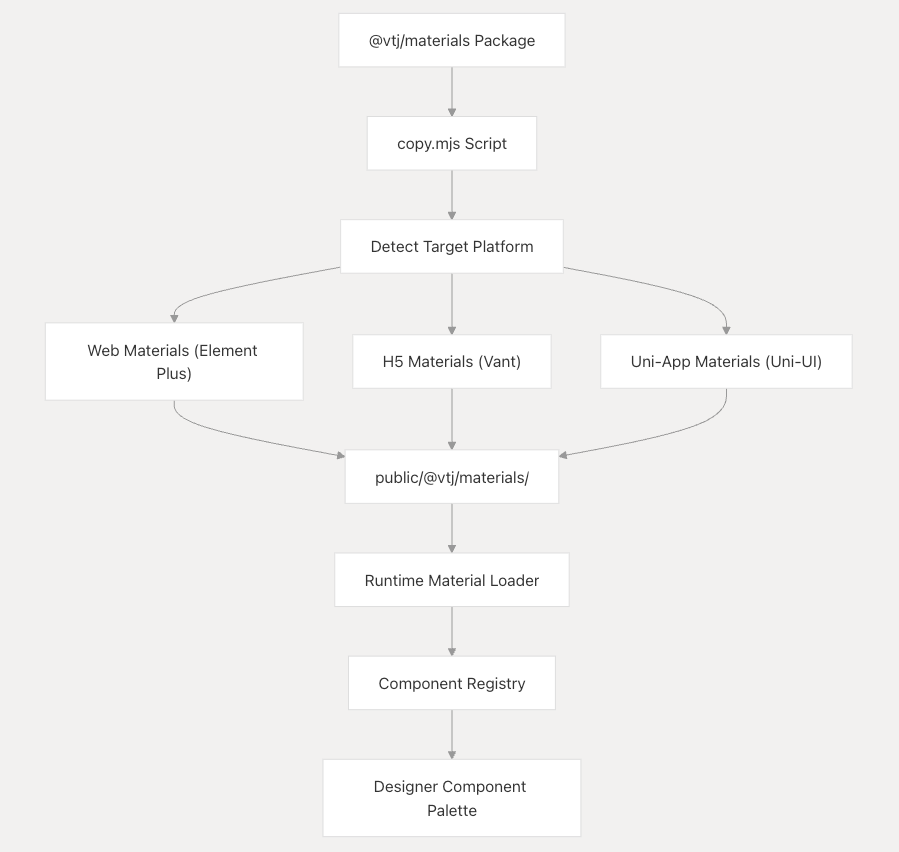 @vtj/materials Package
copy.mjs Script
Detect Target Platform
Web Materials (Element
Plus)
H5 Materials (Vant)
Uni-App Materials (Uni-UI)
public/@vtj/materials/
Runtime Material Loader
Component Registry
Designer Component
Palette